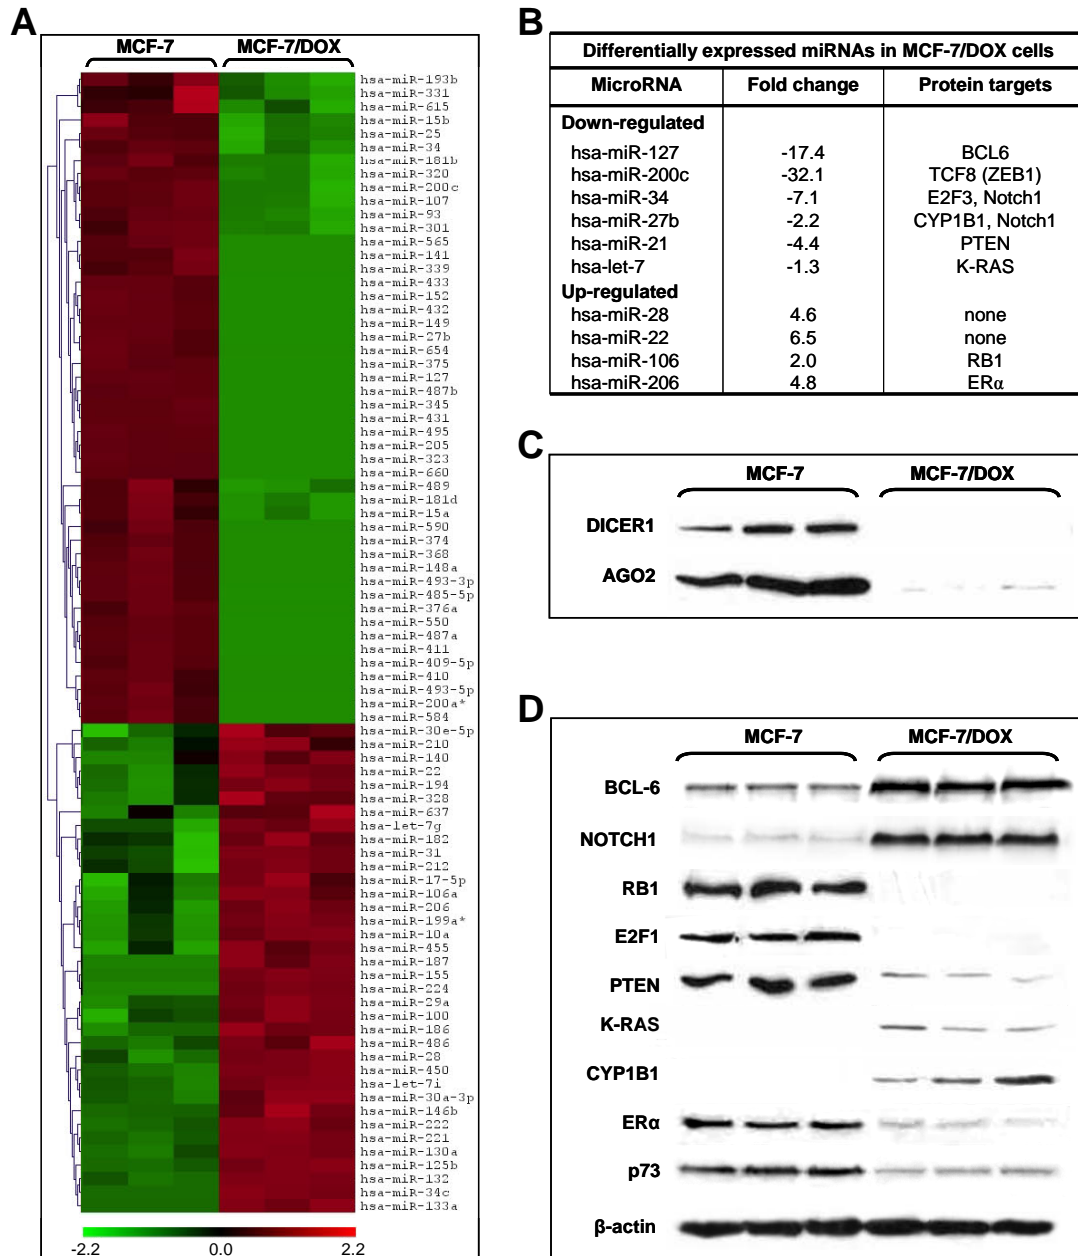 A
MCF-7 MCF-7/DOX
hsa-miR-193b
hsa-miR-331
hsa-miR-615
hsa-miR-15b
hsa-miR-25
hsa-miR-34
hsa-miR-181b
hsa-miR-320
hsa-miR-200c
hsa-miR-107
hsa-miR-93
hsa-miR-301
hsa-miR-565
hsa-miR-141
hsa-miR-339
hsa-miR-433
hsa-miR-152
hsa-miR-432
hsa-miR-149
hsa-miR-27b
hsa-miR-654
hsa-miR-375
hsa-miR-127
hsa-miR-487b
hsa-miR-345
hsa-miR-431
hsa-miR-495
hsa-miR-205
hsa-miR-323
hsa-miR-660
hsa-miR-489
hsa-miR-181d
hsa-miR-15a
hsa-miR-590
hsa-miR-374
hsa-miR-368
hsa-miR-148a
hsa-miR-493-3p
hsa-miR-485-5p
hsa-miR-376a
hsa-miR-550
hsa-miR-487a
hsa-miR-411
hsa-miR-409-5p
hsa-miR-410
hsa-miR-493-5p
hsa-miR-200a*
hsa-miR-584
hsa-miR-30e-5p
hsa-miR-210
hsa-miR-140
hsa-miR-22
hsa-miR-194
hsa-miR-328
hsa-miR-637
hsa-let-7g
hsa-miR-182
hsa-miR-31
hsa-miR-212
hsa-miR-17-5p
hsa-miR-106a
hsa-miR-206
hsa-miR-199a*
hsa-miR-10a
hsa-miR-455
hsa-miR-187
hsa-miR-155
hsa-miR-224
hsa-miR-29a
hsa-miR-100
hsa-miR-186
hsa-miR-486
hsa-miR-28
hsa-miR-450
hsa-let-7i
hsa-miR-30a-3p
hsa-miR-146b
hsa-miR-222
hsa-miR-221
hsa-miR-130a
hsa-miR-125b
hsa-miR-132
hsa-miR-34c
hsa-miR-133a
-2.2 0.0 2.2
B
Differentially expressed miRNAs in MCF-7/DOX cells
MicroRNA Fold change Protein targets
Down-regulated
hsa-miR-127 -17.4 BCL6
hsa-miR-200c -32.1 TCF8 (ZEB1)
hsa-miR-34 -7.1 E2F3, Notch1
hsa-miR-27b -2.2 CYP1B1, Notch1
hsa-miR-21 -4.4 PTEN
hsa-let-7 -1.3 K-RAS
Up-regulated
hsa-miR-28 4.6 none
hsa-miR-22 6.5 none
hsa-miR-106 2.0 RB1
hsa-miR-206 4.8 ERα
C
MCF-7 MCF-7/DOX
DICER1
AGO2
D
MCF-7 MCF-7/DOX
BCL-6
NOTCH1
RB1
E2F1
PTEN
K-RAS
CYP1B1
ERα
p73
β-actin